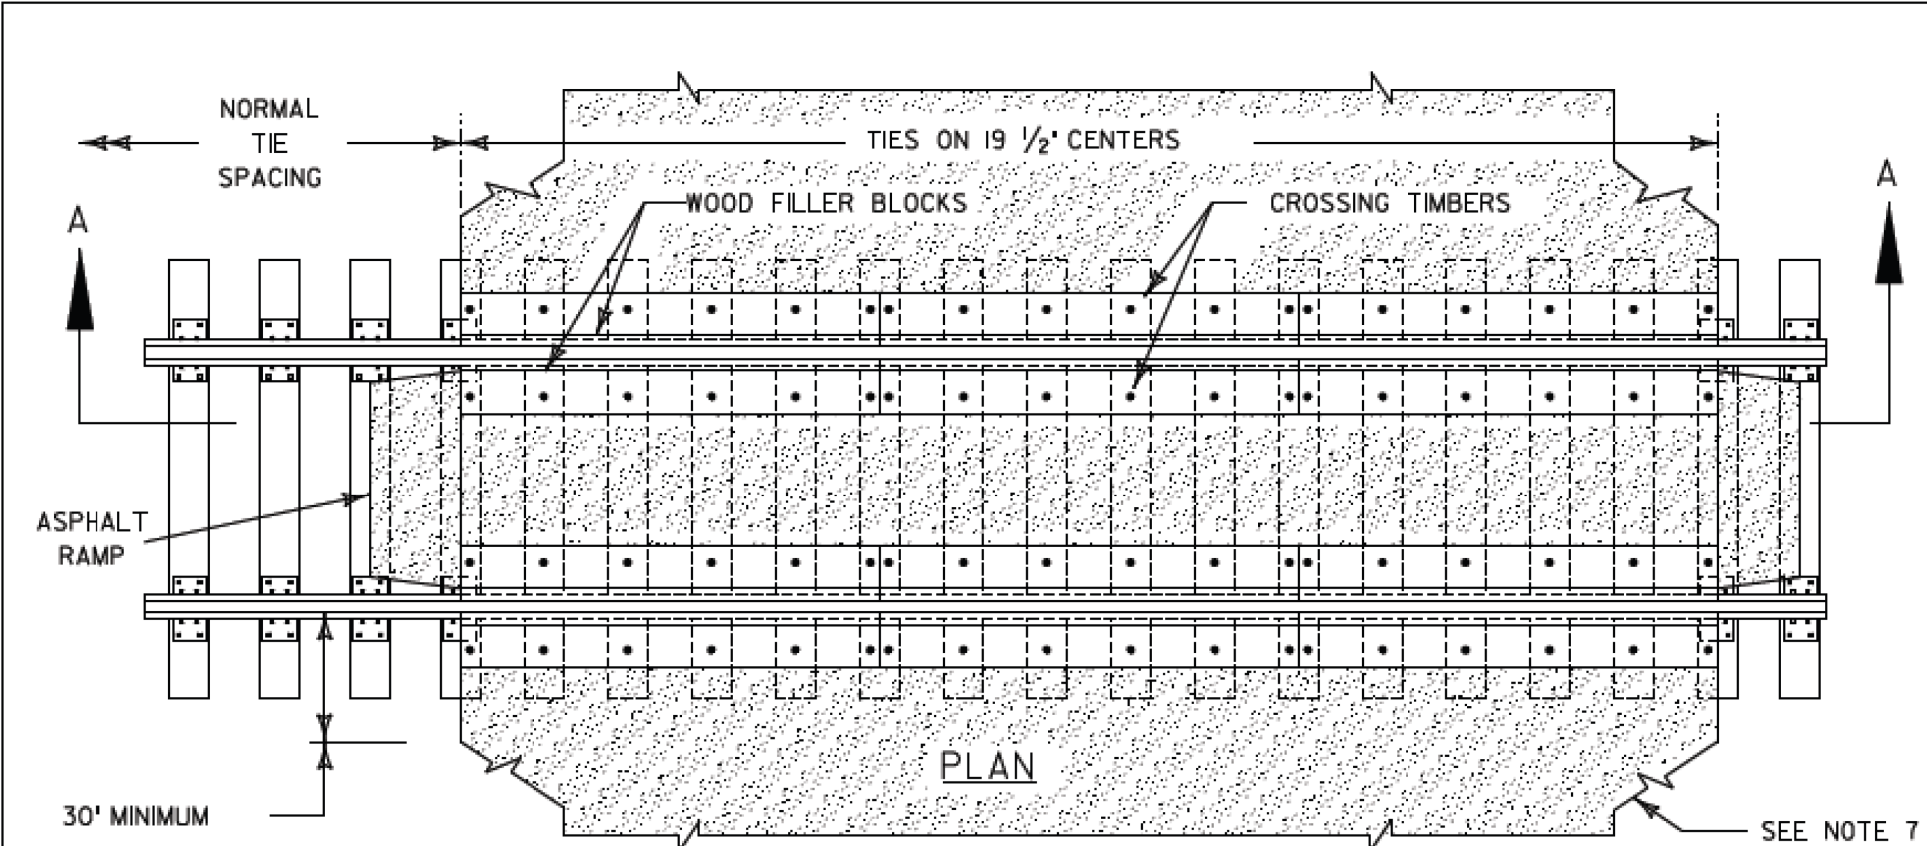 NORMAL
TIE
SPACING
TIES ON 19 1/2' CENTERS
A
A
WOOD FILLER BLOCKS
CROSSING TIMBERS
ASPHALT
RAMP
PLAN
30' MINIMUM
SEE NOTE 7